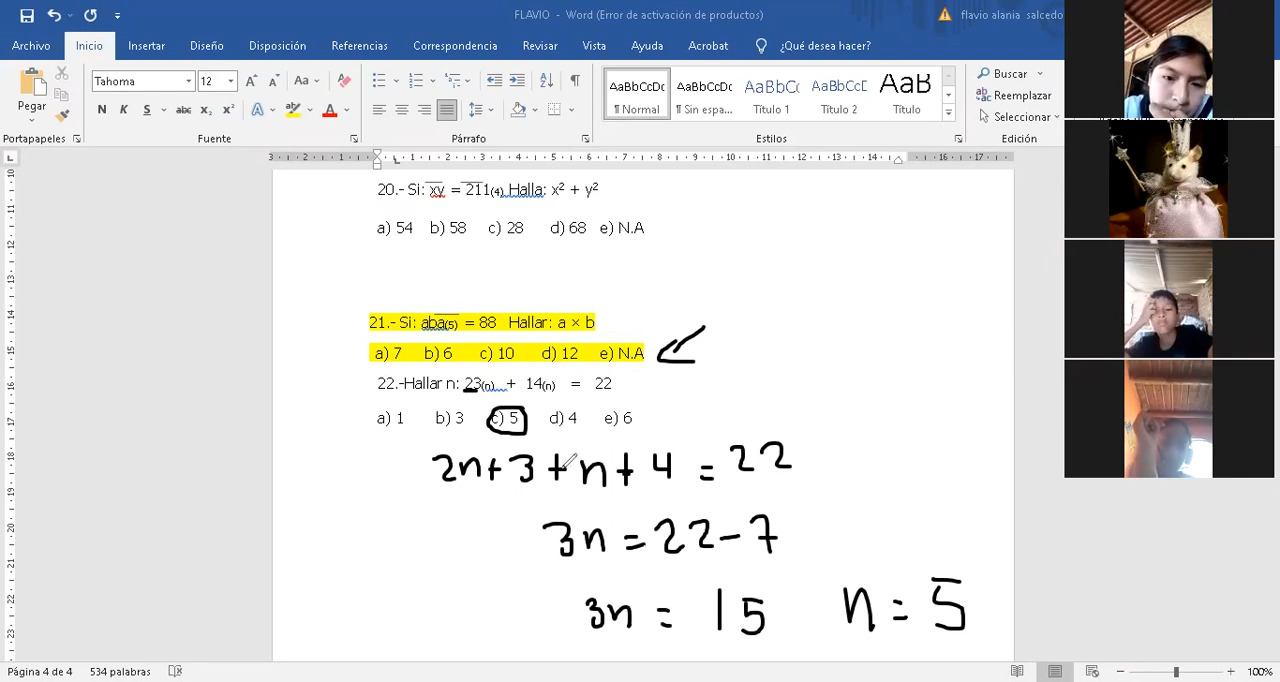 FLAVIO - Word (Error de activación de productos)
flavio alania salcedo
Archivo Inicio Insertar Diseño Disposición Referencias Correspondencia Revisar Vista Ayuda Acrobat ¿Qué desea hacer?
Pegar
Tahoma 12
N K S abc x₂ x²
AaBbCcDc AaBbCcDc AaBbC AaBbCcE AaB
¶ Normal ¶ Sin espa... Título 1 Título 2 Título
Buscar
Reemplazar
Seleccionar
Portapapeles Fuente Párrafo Estilos Edición
20.- Si: xy = 211(4) Halla: x² + y²
a) 54 b) 58 c) 28 d) 68 e) N.A
21.- Si: aba(5) = 88 Hallar: a × b
a) 7 b) 6 c) 10 d) 12 e) N.A
22.-Hallar n: 23(n) + 14(n) = 22
a) 1 b) 3 c) 5 d) 4 e) 6
2n+3+n+4=22
3n=22-7
3n = 15 n=5
Página 4 de 4 534 palabras 100%